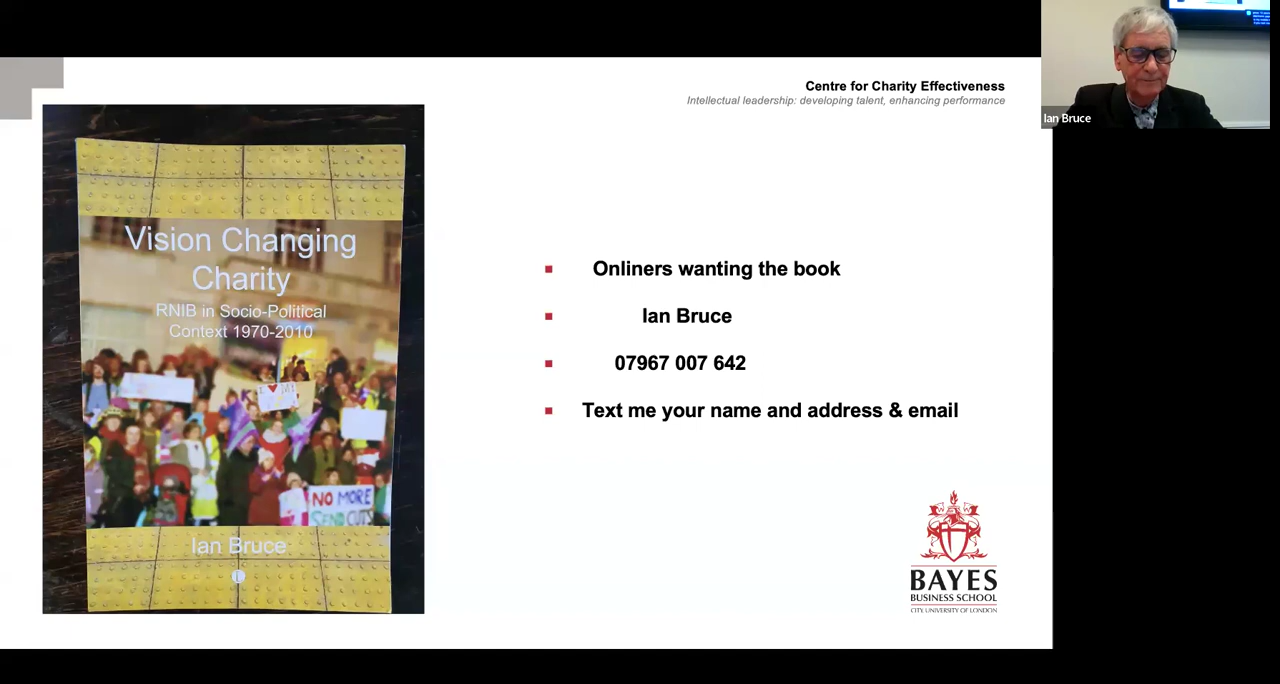 Centre for Charity Effectiveness
Intellectual leadership: developing talent, enhancing performance
Ian Bruce
Vision Changing
Charity
RNIB in Socio-Political
Context 1970-2010
NO MORE
SEND CUTS
Ian Bruce
Onliners wanting the book
Ian Bruce
07967 007 642
Text me your name and address & email
BAYES
BUSINESS SCHOOL
CITY, UNIVERSITY OF LONDON